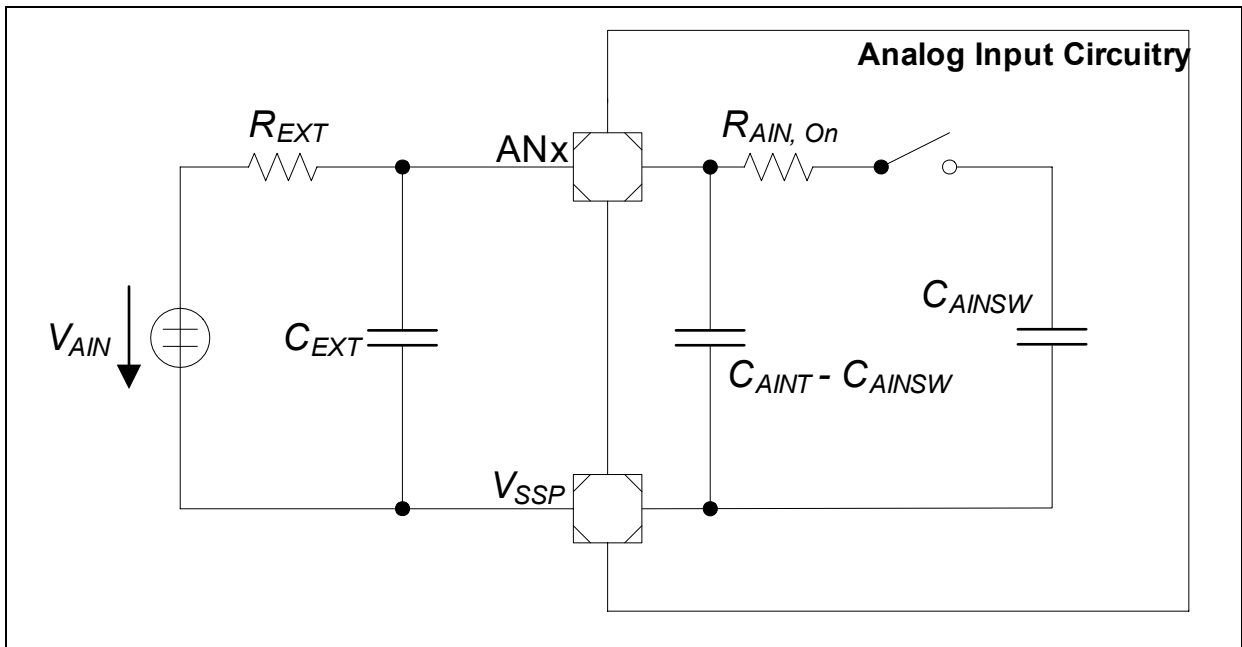 Analog Input Circuitry
R_EXT
ANx
R_AIN, On
V_AIN
C_EXT
C_AINSW
C_AINT - C_AINSW
V_SSP